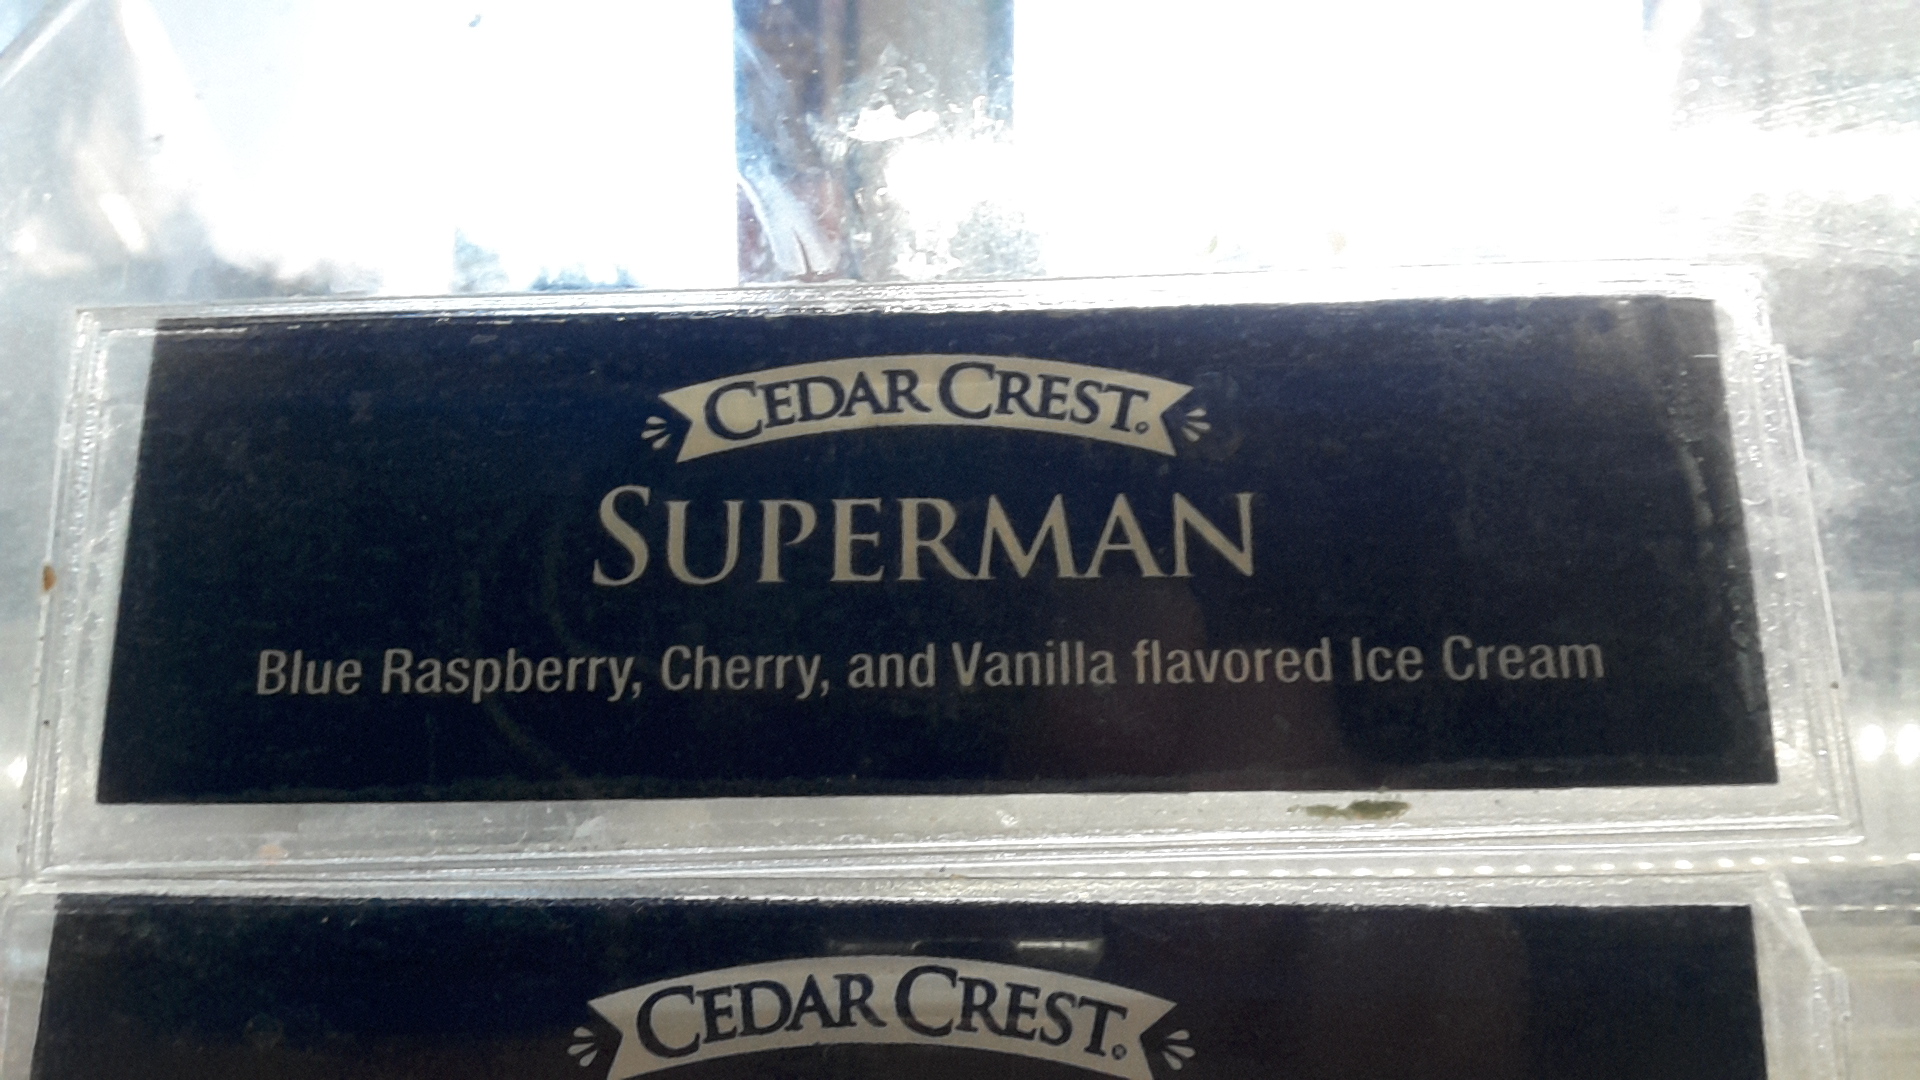 CEDAR CREST®
SUPERMAN
Blue Raspberry, Cherry, and Vanilla flavored Ice Cream
CEDAR CREST®